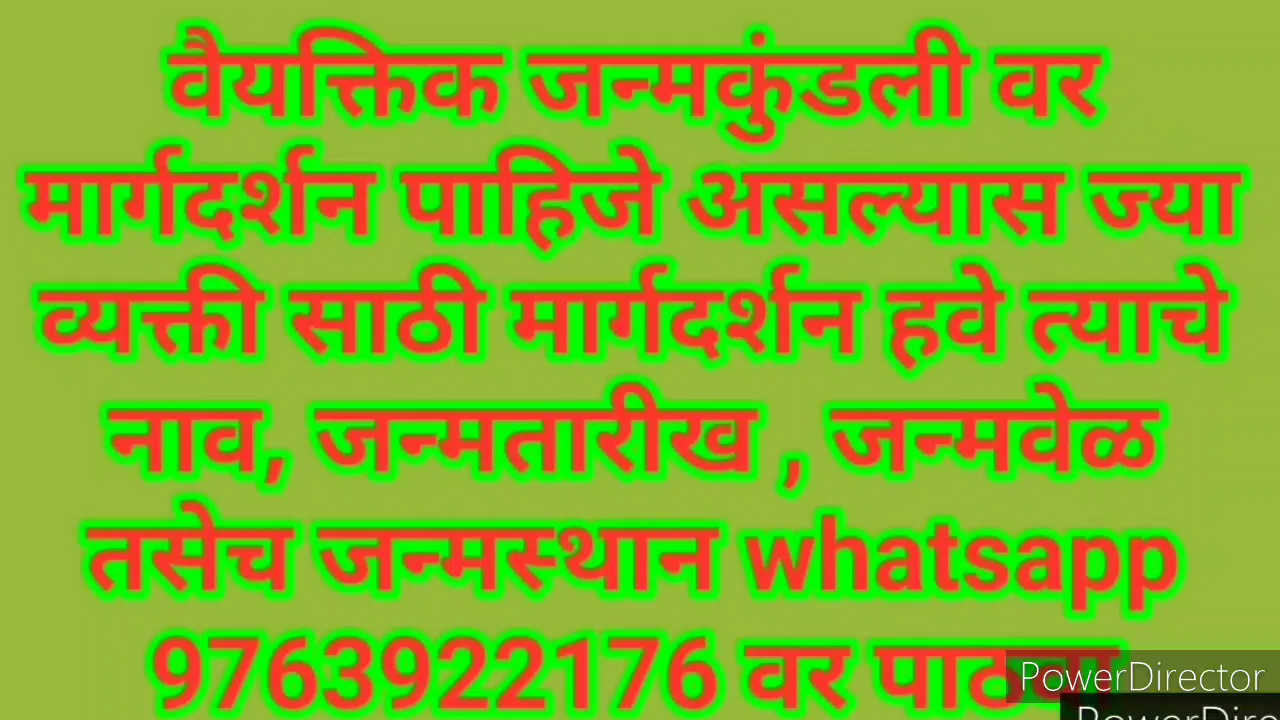 वैयक्तिक जन्मकुंडली वर
मार्गदर्शन पाहिजे असल्यास ज्या
व्यक्ती साठी मार्गदर्शन हवे त्याचे
नाव, जन्मतारीख , जन्मवेळ
तसेच जन्मस्थान whatsapp
9763922176 वर
PowerDirector